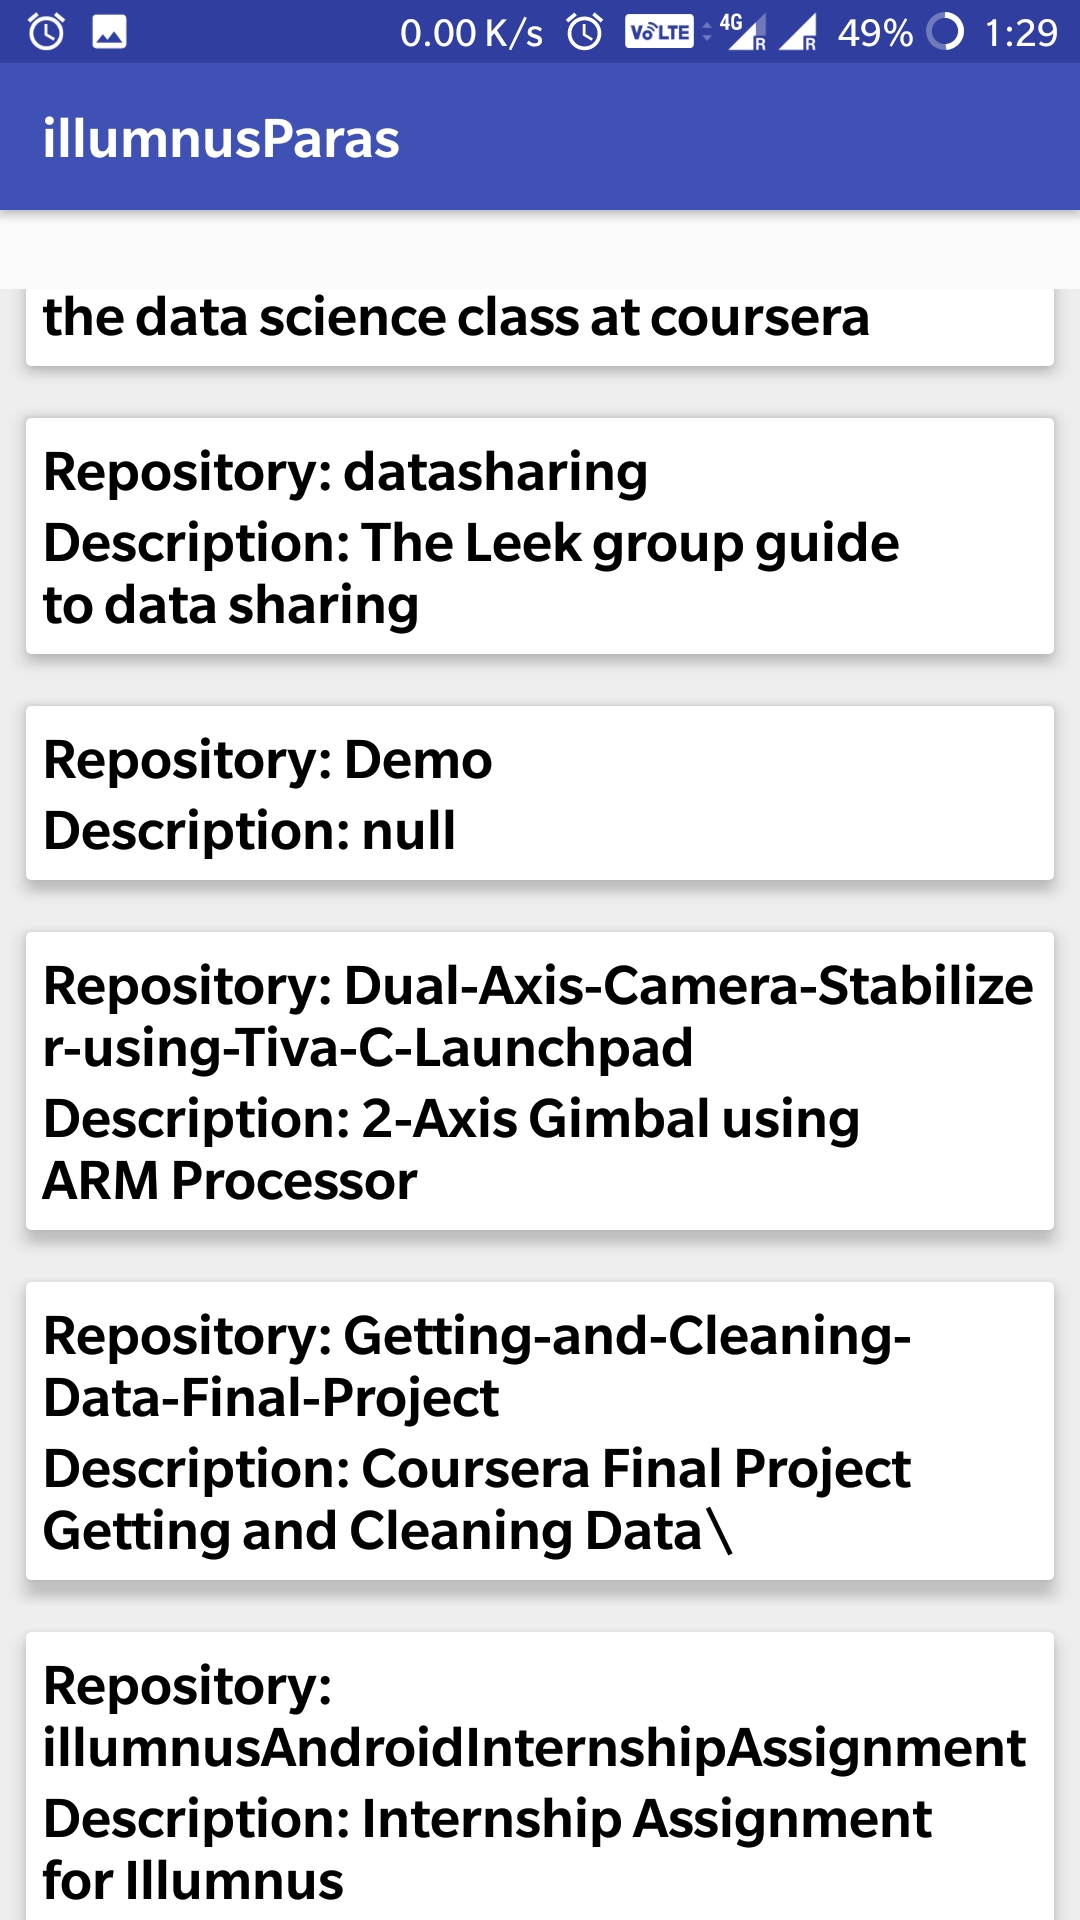 0.00 K/s VoLTE 4G R R 49% 1:29
illumnusParas
the data science class at coursera
Repository: datasharing
Description: The Leek group guide
to data sharing
Repository: Demo
Description: null
Repository: Dual-Axis-Camera-Stabilize
r-using-Tiva-C-Launchpad
Description: 2-Axis Gimbal using
ARM Processor
Repository: Getting-and-Cleaning-
Data-Final-Project
Description: Coursera Final Project
Getting and Cleaning Data\
Repository:
illumnusAndroidInternshipAssignment
Description: Internship Assignment
for Illumnus